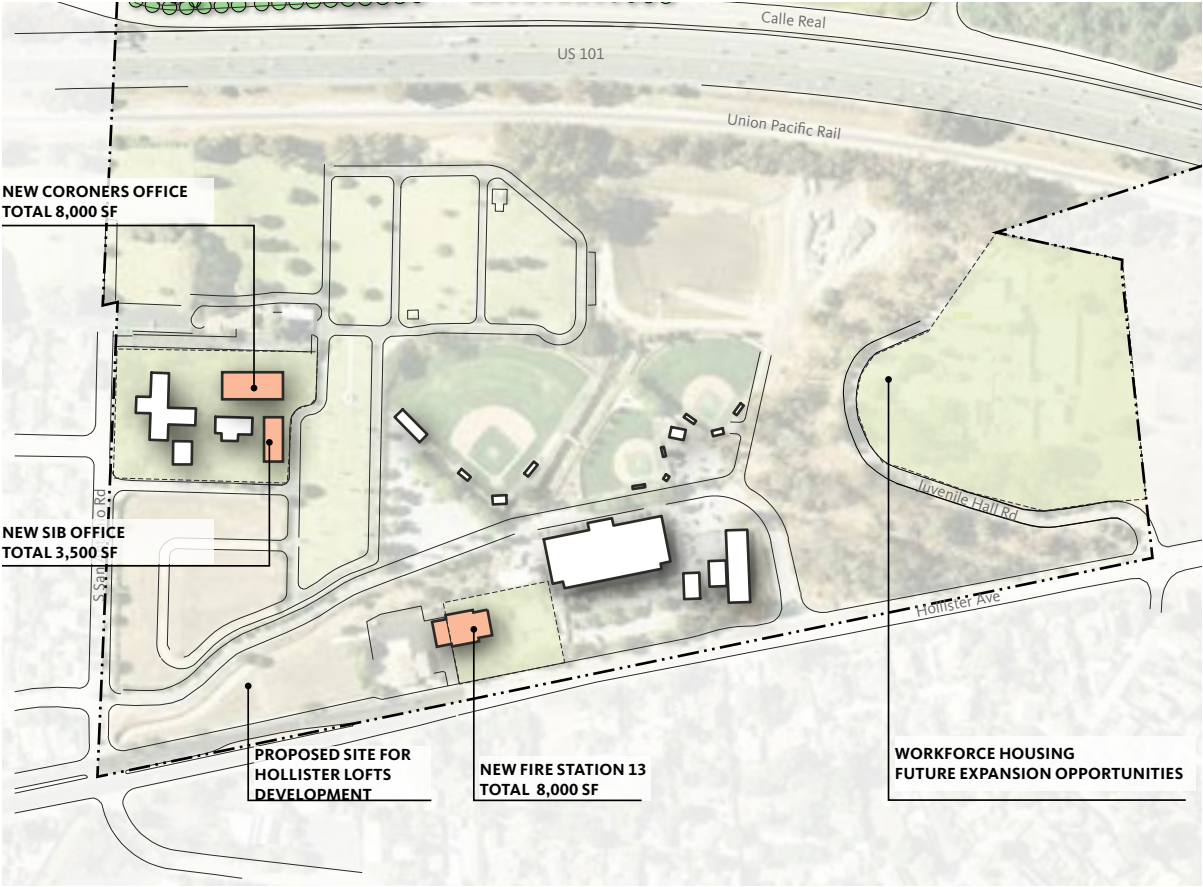 Calle Real
US 101
Union Pacific Rail
NEW CORONERS OFFICE
TOTAL 8,000 SF
NEW SIB OFFICE
TOTAL 3,500 SF
Juvenile Hall Rd
Hollister Ave
PROPOSED SITE FOR
HOLLISTER LOFTS
DEVELOPMENT
NEW FIRE STATION 13
TOTAL 8,000 SF
WORKFORCE HOUSING
FUTURE EXPANSION OPPORTUNITIES